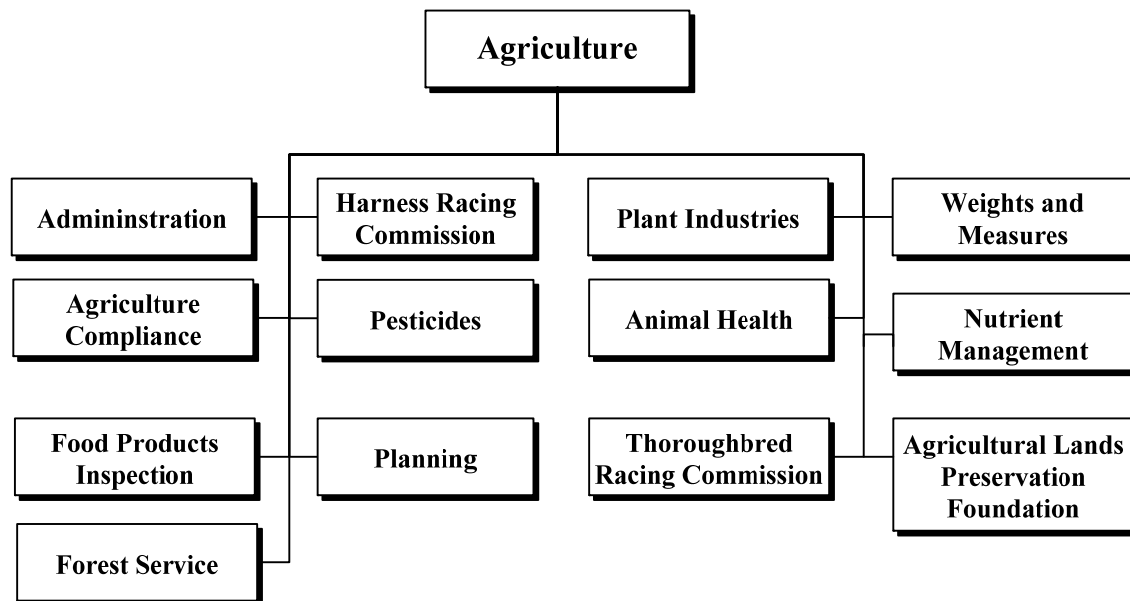 Agriculture
Admininstration
Harness Racing
Commission
Plant Industries
Weights and
Measures
Agriculture
Compliance
Pesticides
Animal Health
Nutrient
Management
Food Products
Inspection
Planning
Thoroughbred
Racing Commission
Agricultural Lands
Preservation
Foundation
Forest Service